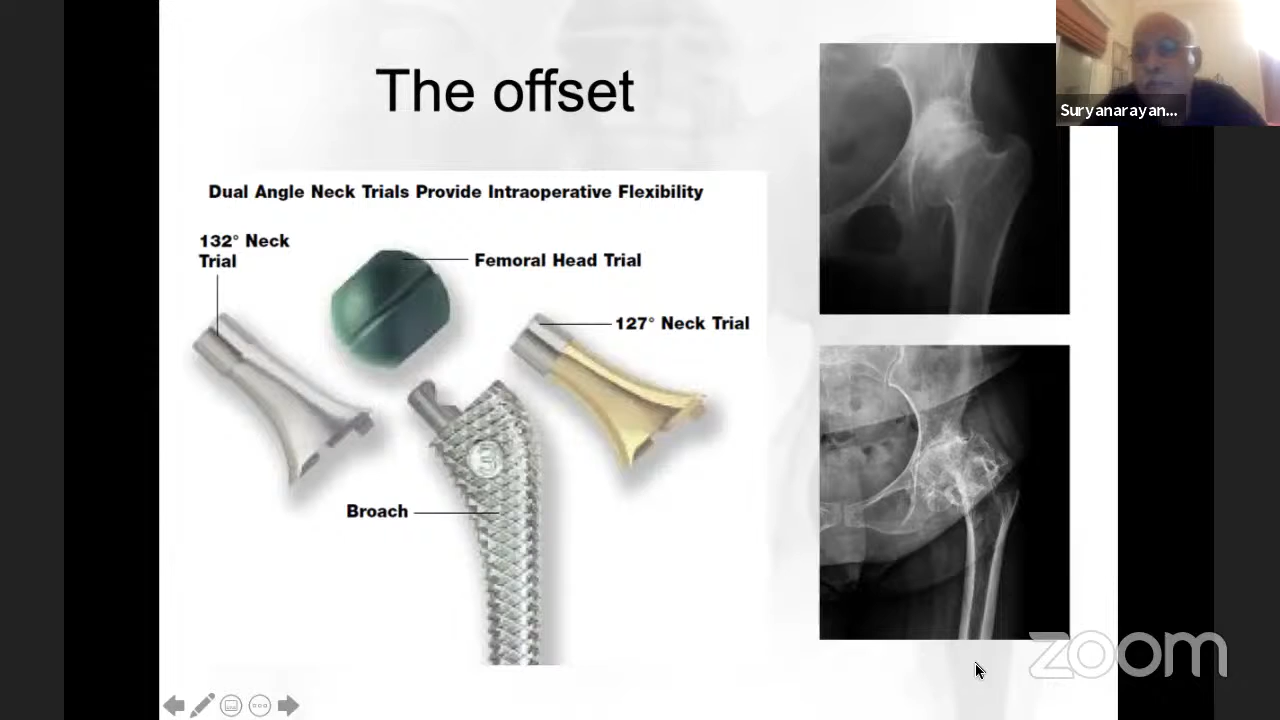 The offset
Suryanarayan...
Dual Angle Neck Trials Provide Intraoperative Flexibility
132° Neck
Trial
Femoral Head Trial
127° Neck Trial
3
Broach
zoom